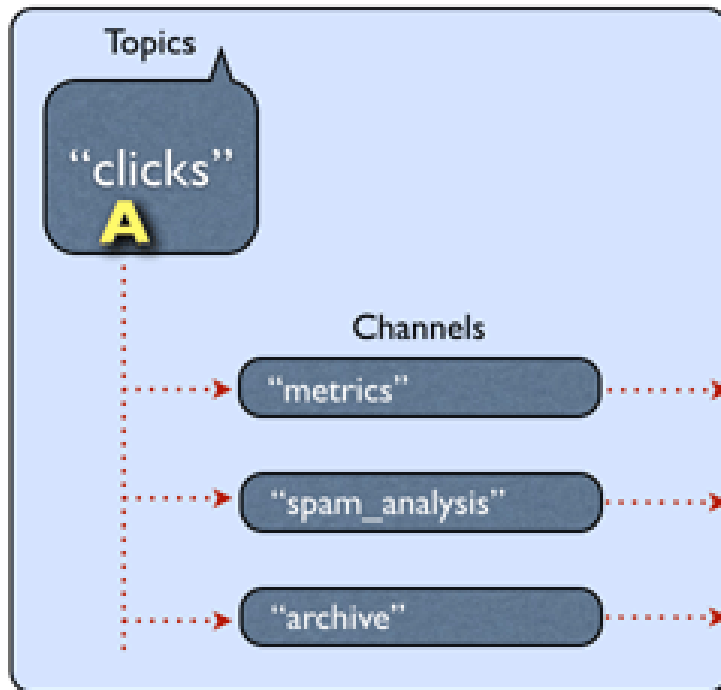 Topics
“clicks”
A
Channels
“metrics”
“spam_analysis”
“archive”